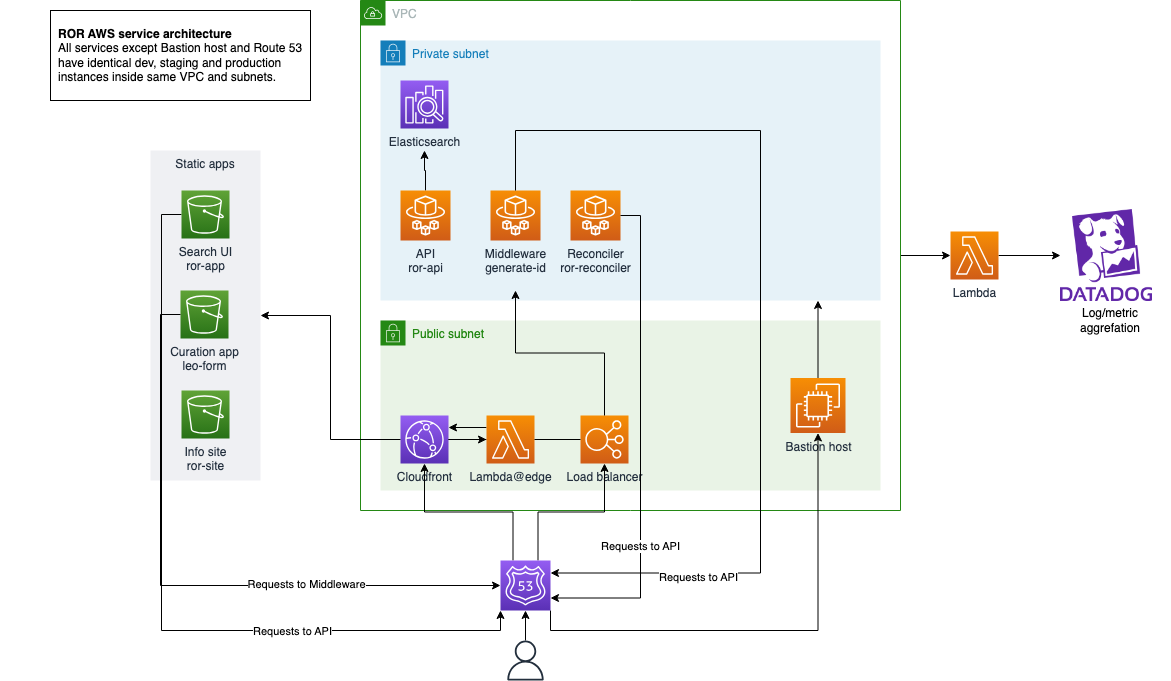 ROR AWS service architecture
All services except Bastion host and Route 53
have identical dev, staging and production
instances inside same VPC and subnets.
VPC
Private subnet
Elasticsearch
API
ror-api
Middleware
generate-id
Reconciler
ror-reconciler
Static apps
Search UI
ror-app
Curation app
leo-form
Info site
ror-site
Lambda
DATADOG
Log/metric
aggrefation
Public subnet
Cloudfront
Lambda@edge
Load balancer
Bastion host
Requests to API
Requests to API
Requests to Middleware
53
Requests to API